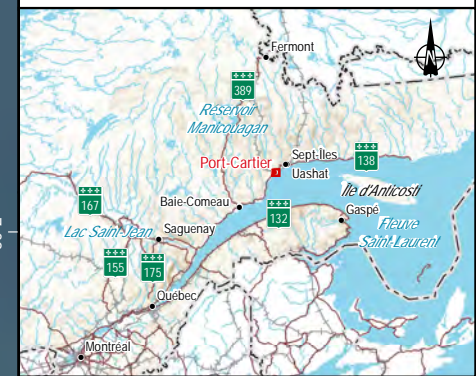 Fermont
389
Réservoir
Manicouagan
Port-Cartier
Sept-Îles
Uashat
138
Île d'Anticosti
167
Baie-Comeau
132
Gaspé
Lac Saint-Jean
Saguenay
Fleuve
Saint-Laurent
155
175
Québec
Montréal